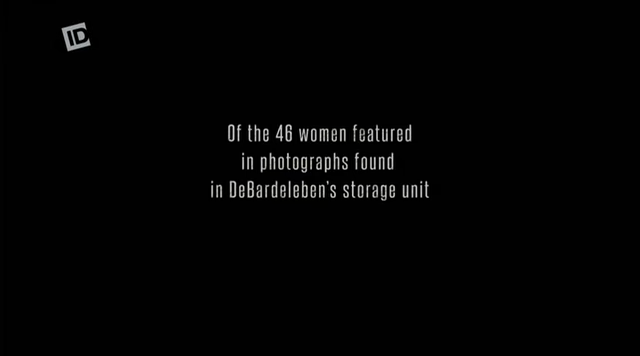 ID
Of the 46 women featured
in photographs found
in DeBardeleben's storage unit